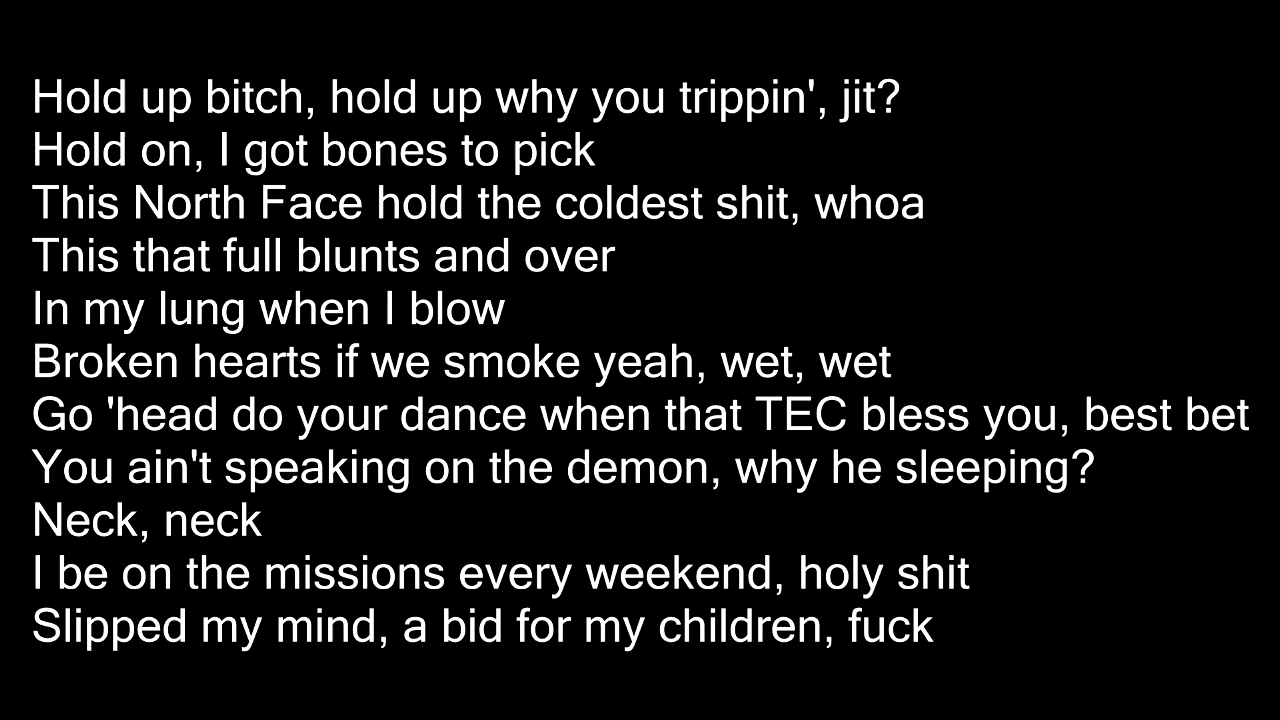 Hold up bitch, hold up why you trippin', jit?
Hold on, I got bones to pick
This North Face hold the coldest shit, whoa
This that full blunts and over
In my lung when I blow
Broken hearts if we smoke yeah, wet, wet
Go 'head do your dance when that TEC bless you, best bet
You ain't speaking on the demon, why he sleeping?
Neck, neck
I be on the missions every weekend, holy shit
Slipped my mind, a bid for my children, fuck